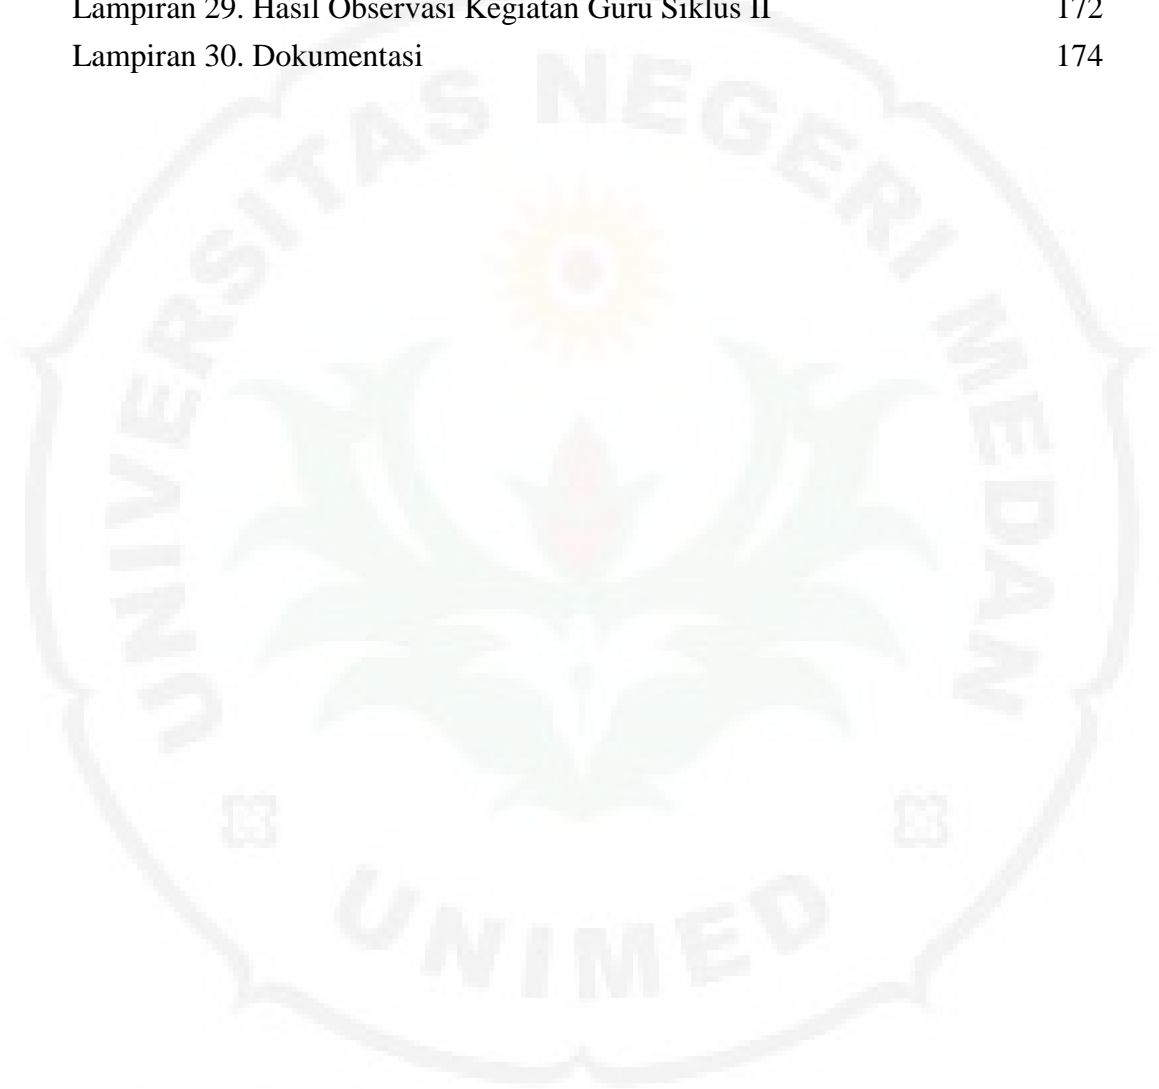 Lampiran 29. Hasil Observasi Kegiatan Guru Siklus II 172
Lampiran 30. Dokumentasi 174
UNIVERSITAS NEGERI MEDAN
UNIMED